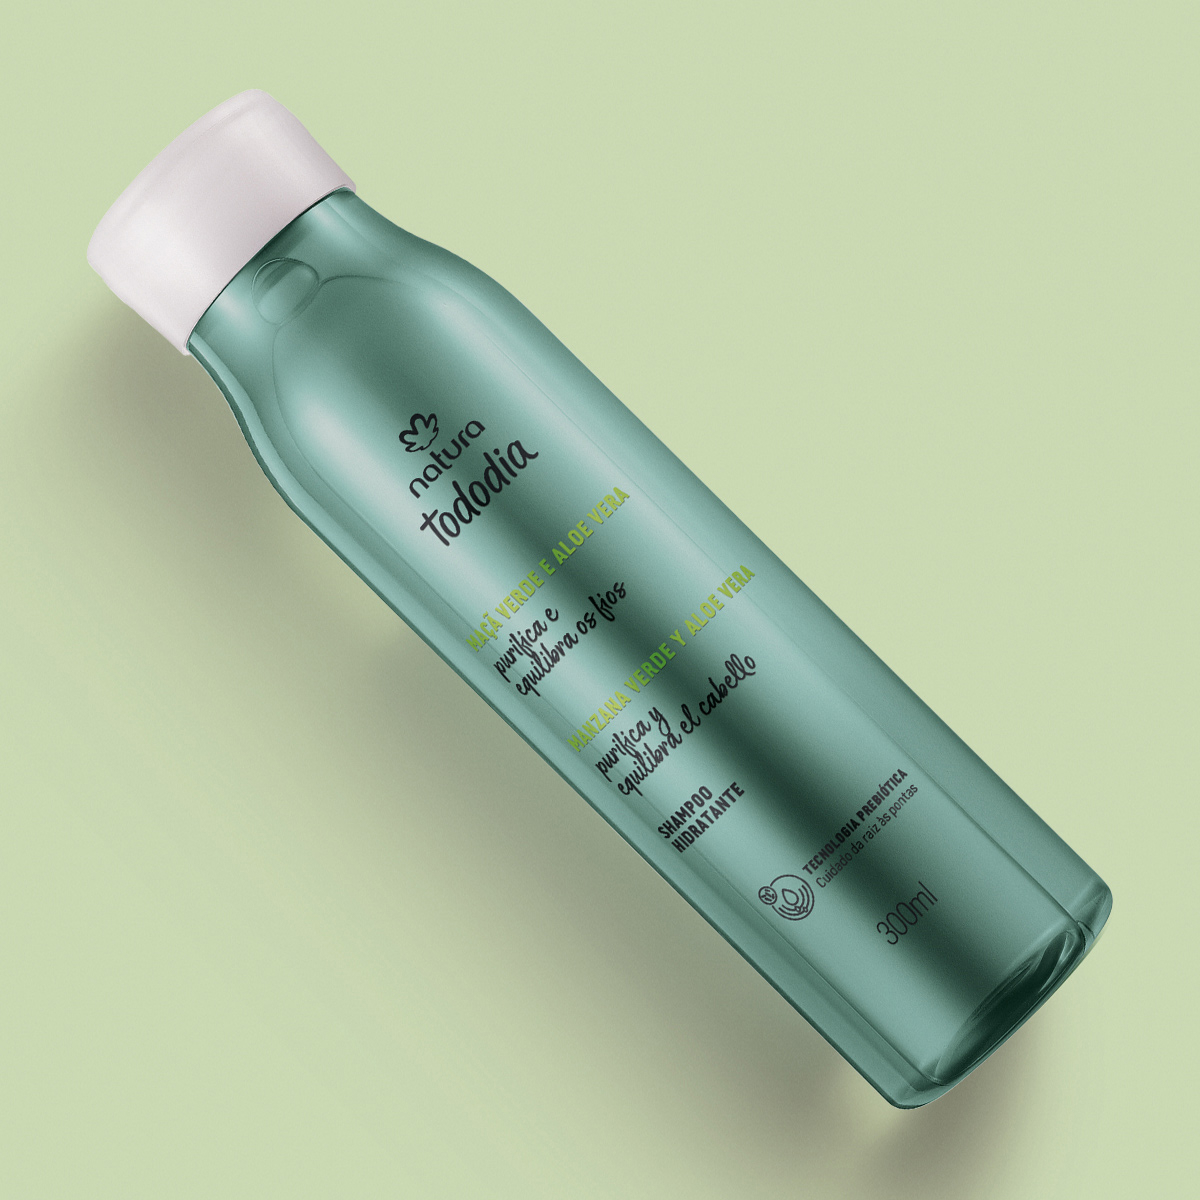 natura
tododia
MAÇÃ VERDE E ALOE VERA
purifica e
equilibra os fios
MANZANA VERDE Y ALOE VERA
purifica y
equilibra el cabello
SHAMPOO
HIDRATANTE
TECNOLOGIA PREBIÓTICA
Cuidado da raiz às pontas
300ml